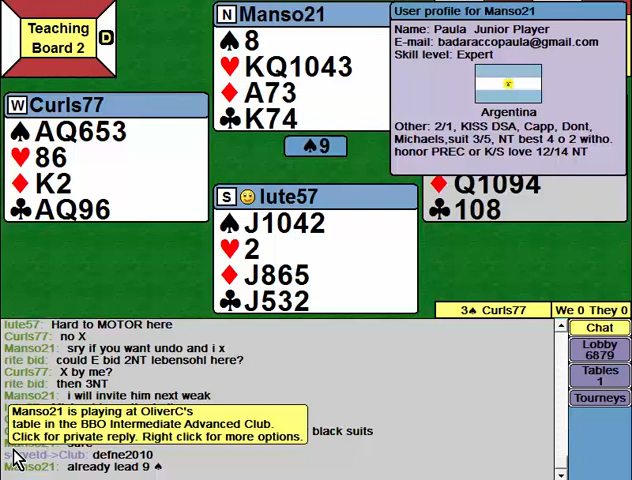 Teaching
Board 2
D
N Manso21
♠8
♥KQ1043
♦A73
♣K74
User profile for Manso21
Name: Paula Junior Player
E-mail: badaraccopaula@gmail.com
Skill level: Expert
Argentina
Other: 2/1, KISS DSA, Capp, Dont,
Michaels,suit 3/5, NT best 4 o 2 witho.
honor PREC or K/S love 12/14 NT
W Curls77
♠AQ653
♥86
♦K2
♣AQ96
♠9
♦Q1094
♣108
S lute57
♠J1042
♥2
♦J865
♣J532
3♠ Curls77
We 0 They 0
lute57: Hard to MOTOR here
Curls77: no X
Manso21: sry if you want undo and i x
rite bid: could E bid 2NT lebensohl here?
Curls77: X by me?
rite bid: then 3NT
Manso21: i will invite him next weak
Manso21 is playing at OliverC's
table in the BBO Intermediate Advanced Club.
Click for private reply. Right click for more options.
black suits
->Club: defne2010
Manso21: already lead 9 ♠
Chat
Lobby
6879
Tables
1
Tourneys